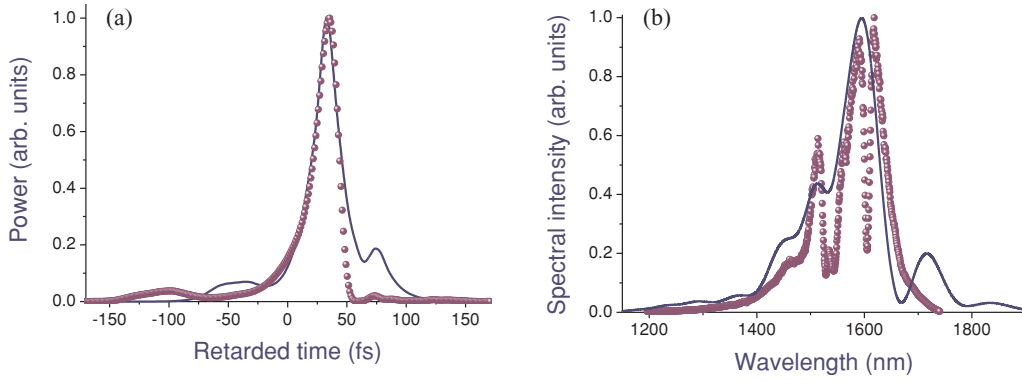 (a)
Power (arb. units)
1.0
0.8
0.6
0.4
0.2
0.0
-150 -100 -50 0 50 100 150
Retarded time (fs)
(b)
Spectral intensity (arb. units)
1.0
0.8
0.6
0.4
0.2
0.0
1200 1400 1600 1800
Wavelength (nm)